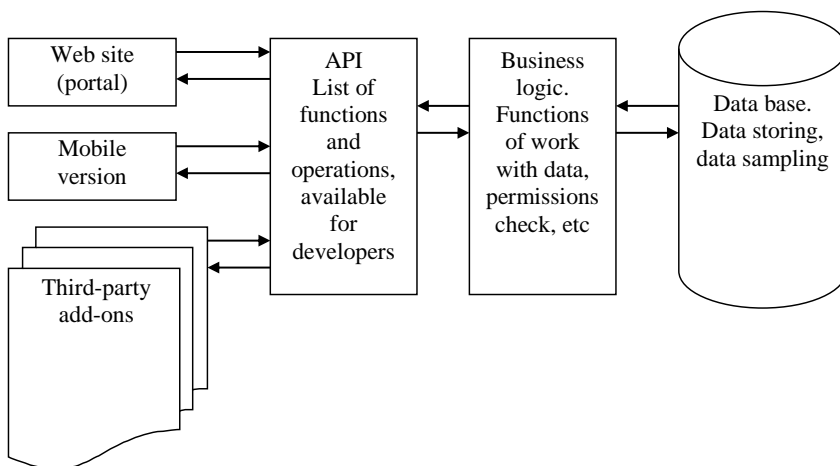 Web site
(portal)
Mobile
version
Third-party
add-ons
API
List of
functions
and
operations,
available
for
developers
Business
logic.
Functions
of work
with data,
permissions
check, etc
Data base.
Data storing,
data sampling